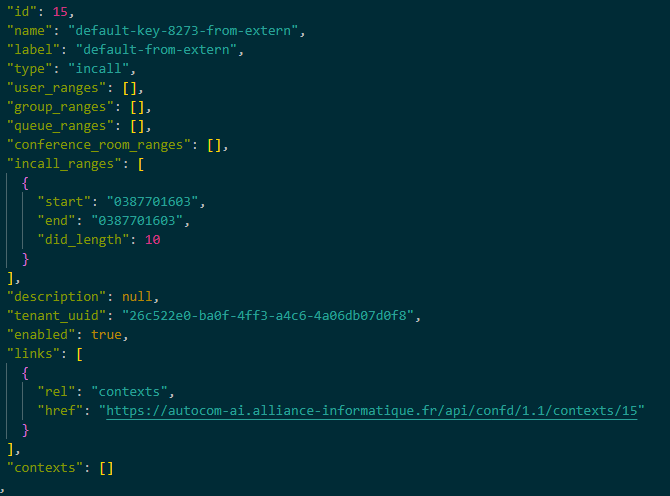 "id": 15,
"name": "default-key-8273-from-extern",
"label": "default-from-extern",
"type": "incall",
"user_ranges": [],
"group_ranges": [],
"queue_ranges": [],
"conference_room_ranges": [],
"incall_ranges": [
{
"start": "0387701603",
"end": "0387701603",
"did_length": 10
}
],
"description": null,
"tenant_uuid": "26c522e0-ba0f-4ff3-a4c6-4a06db07d0f8",
"enabled": true,
"links": [
{
"rel": "contexts",
"href": "https://autocom-ai.alliance-informatique.fr/api/confd/1.1/contexts/15"
}
],
"contexts": []
,